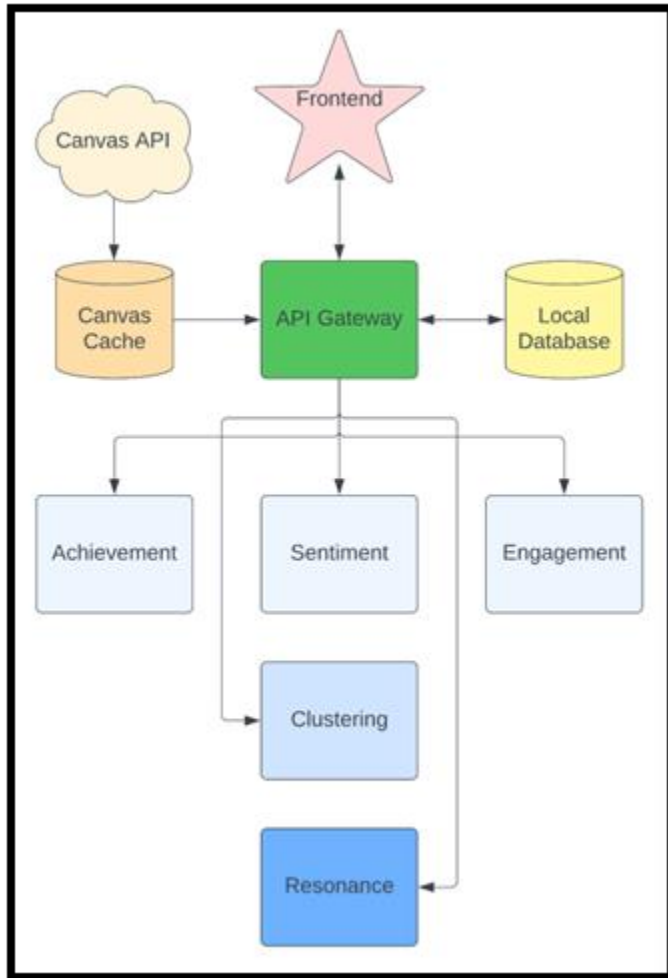 Frontend
Canvas API
Canvas
Cache
API Gateway
Local
Database
Achievement
Sentiment
Engagement
Clustering
Resonance